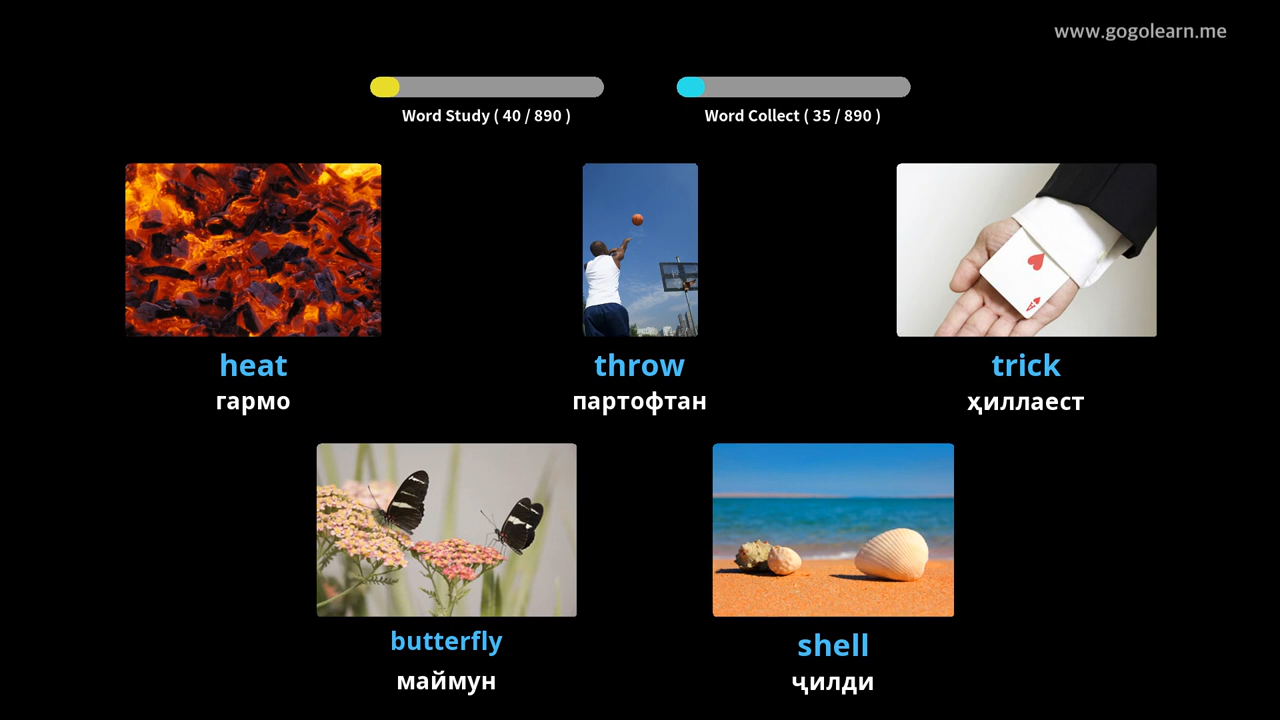 www.gogolearn.me
Word Study ( 40 / 890 )
Word Collect ( 35 / 890 )
heat
throw
trick
гармо
партофтан
ҳиллаест
butterfly
shell
маймун
ҷилди